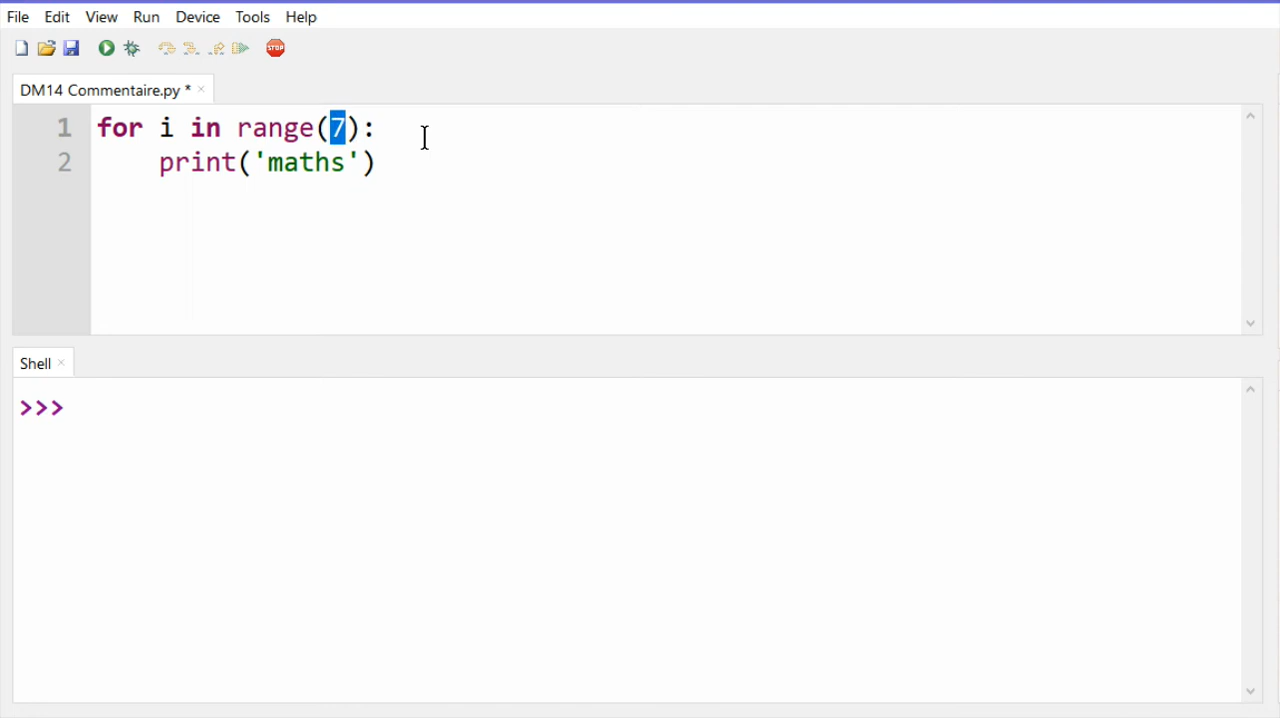 File Edit View Run Device Tools Help
STOP
DM14 Commentaire.py * ×
1 for i in range(7):
2     print('maths')
Shell ×
>>>